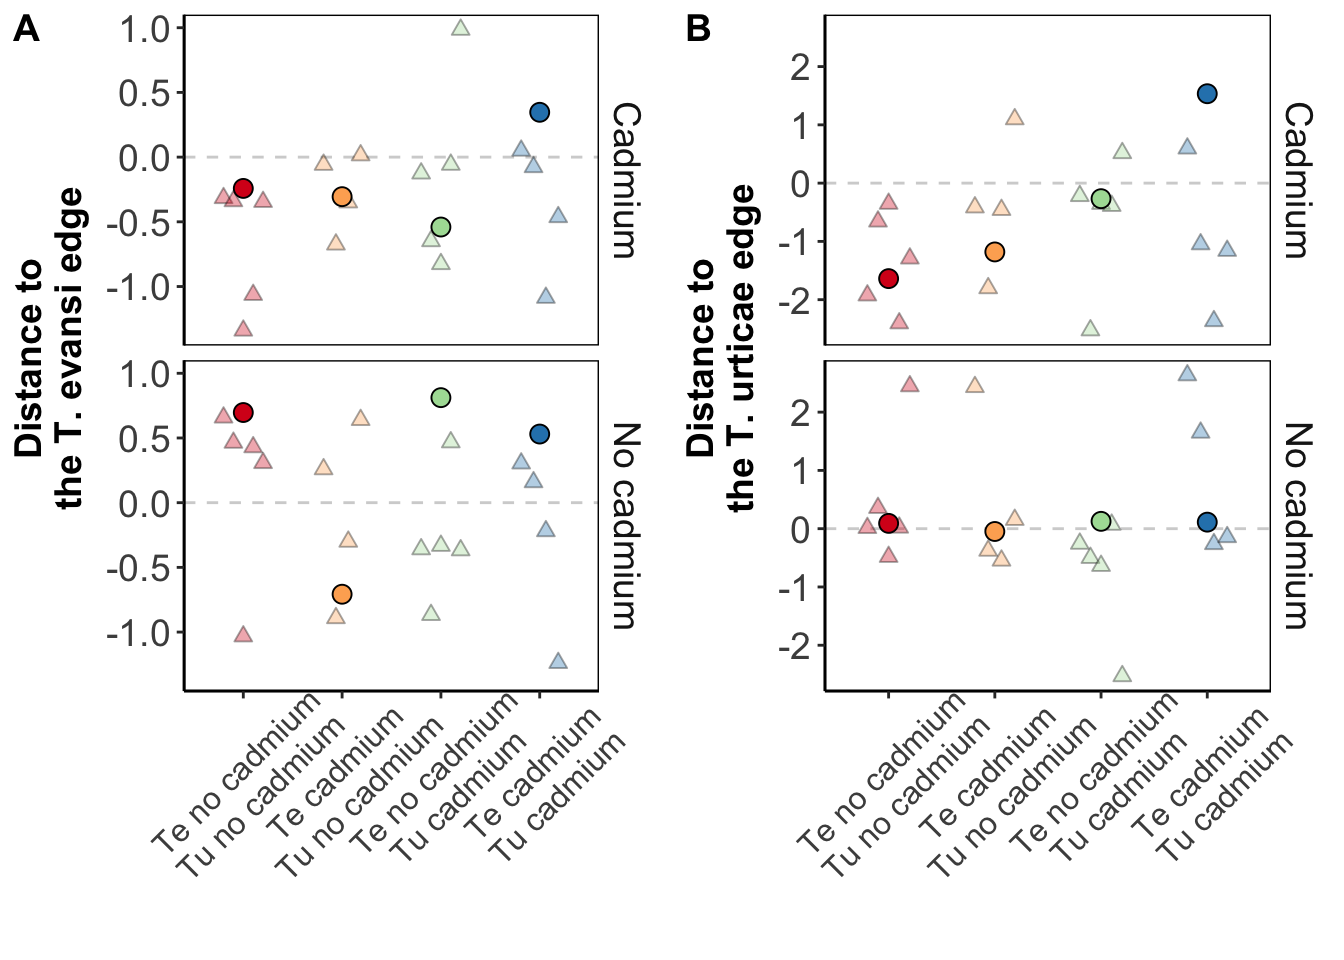 A
Distance to
the T. evansi edge
1.0
0.5
0.0
-0.5
-1.0
Cadmium
1.0
0.5
0.0
-0.5
-1.0
No cadmium
Te no cadmium
Tu no cadmium
Te cadmium
Tu no cadmium
Te no cadmium
Tu cadmium
Te cadmium
Tu cadmium
B
Distance to
the T. urticae edge
2
1
0
-1
-2
Cadmium
2
1
0
-1
-2
No cadmium
Te no cadmium
Tu no cadmium
Te cadmium
Tu no cadmium
Te no cadmium
Tu cadmium
Te cadmium
Tu cadmium